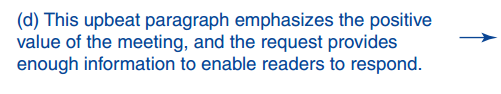 (d) This upbeat paragraph emphasizes the positive
value of the meeting, and the request provides
enough information to enable readers to respond.